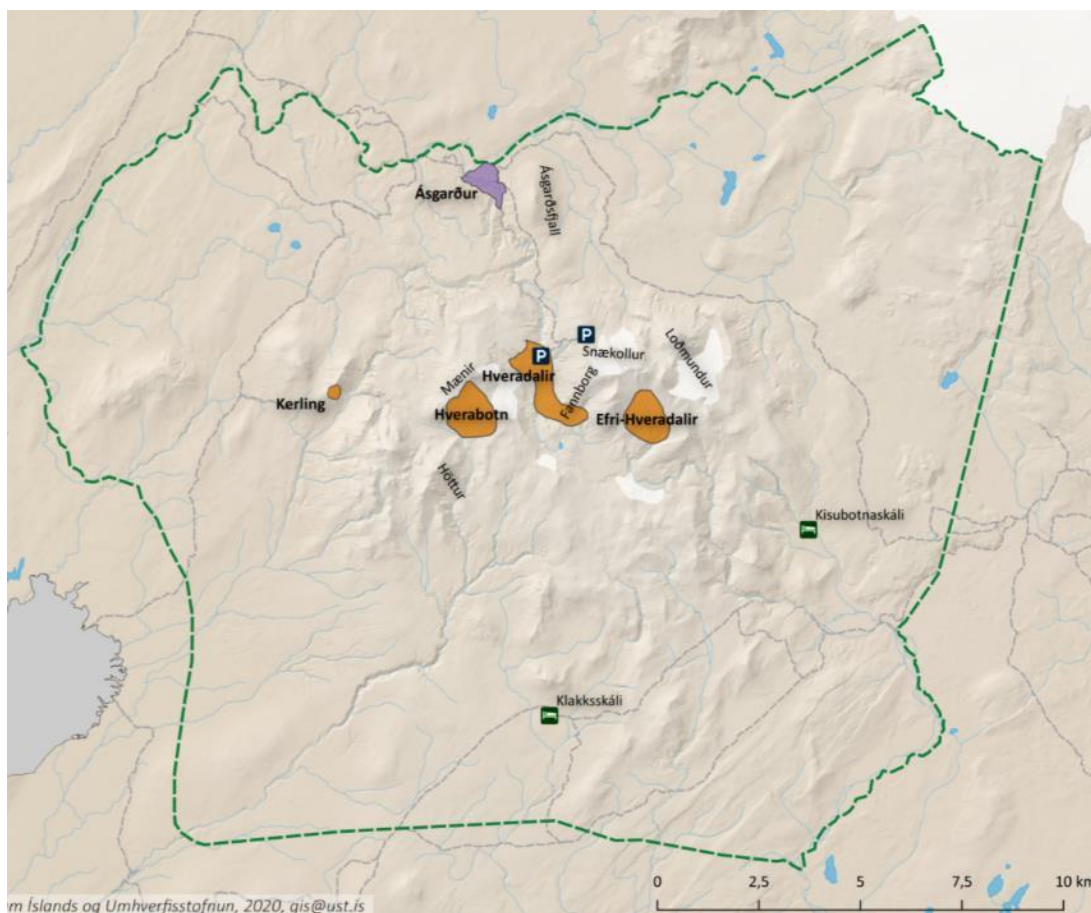 Ásgarður
Ásgarðsfjall
P
Snækollur
Loðmundur
P
Hveradalir
Mænir
Fannborg
Kerling
Hverabotn
Efri-Hveradalir
Höttur
Kisubotnaskáli
Klakksskáli
0 2,5 5 7,5 10 km
m Íslands og Umhverfisstofnun, 2020, gis@ust.is